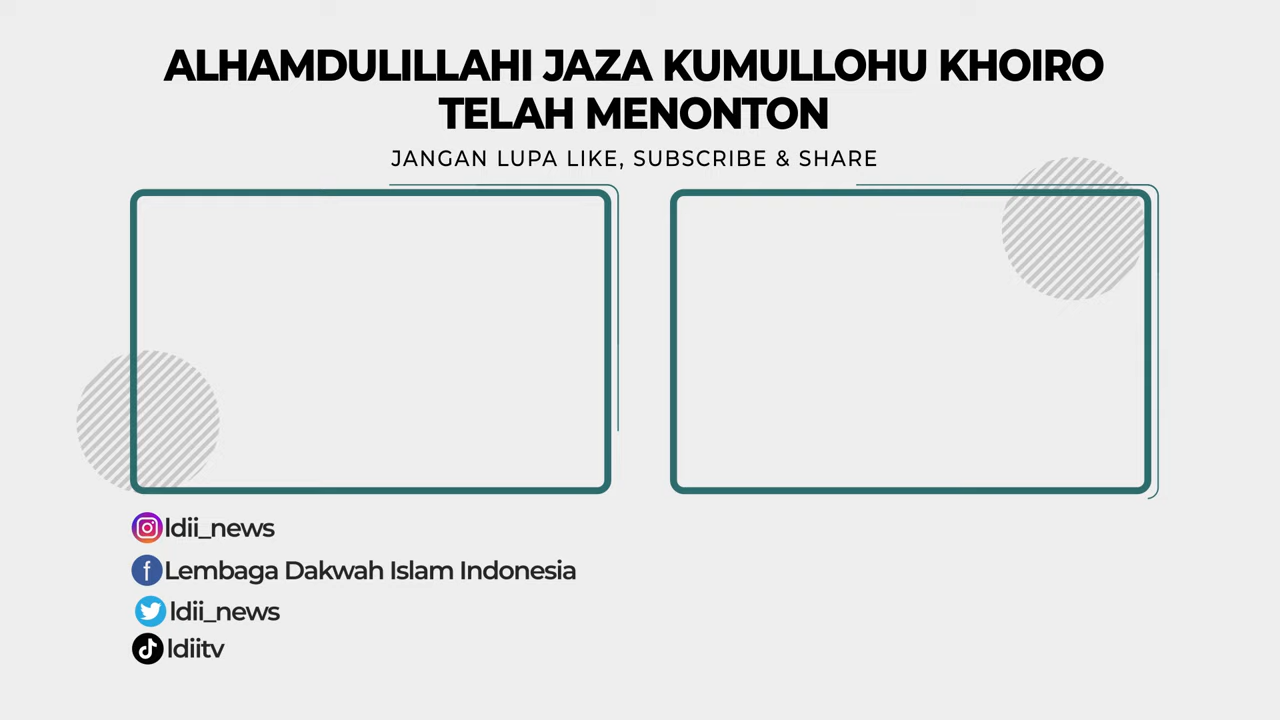 ALHAMDULILLAHI JAZA KUMULLOHU KHOIRO
TELAH MENONTON
JANGAN LUPA LIKE, SUBSCRIBE & SHARE
ldii_news
Lembaga Dakwah Islam Indonesia
ldii_news
ldiitv